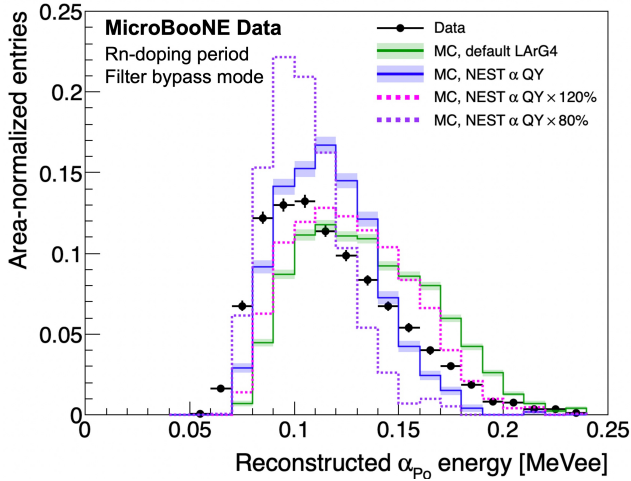 MicroBooNE Data
Rn-doping period
Filter bypass mode
Data
MC, default LArG4
MC, NEST α QY
MC, NEST α QY × 120%
MC, NEST α QY × 80%
Area-normalized entries
0.25
0.2
0.15
0.1
0.05
0
0 0.05 0.1 0.15 0.2 0.25
Reconstructed αPo energy [MeVee]